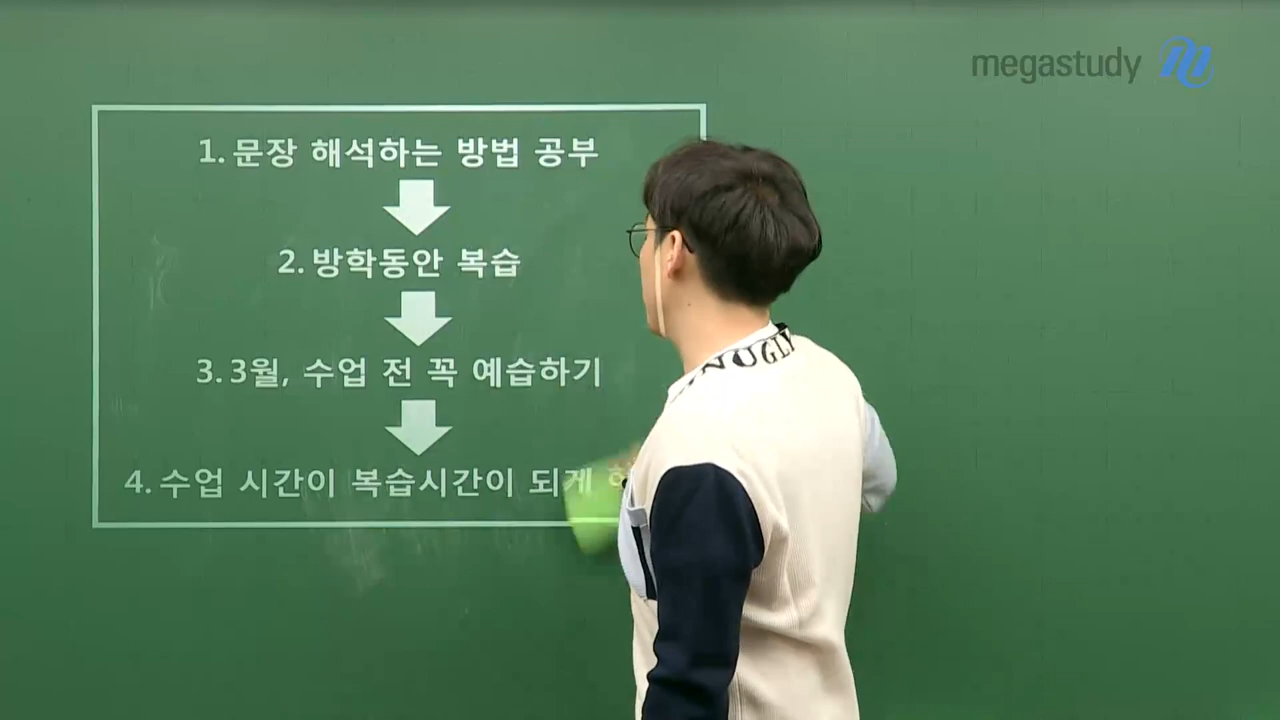 megastudy
1. 문장 해석하는 방법 공부
2. 방학동안 복습
3. 3월, 수업 전 꼭 예습하기
4. 수업 시간이 복습시간이 되게